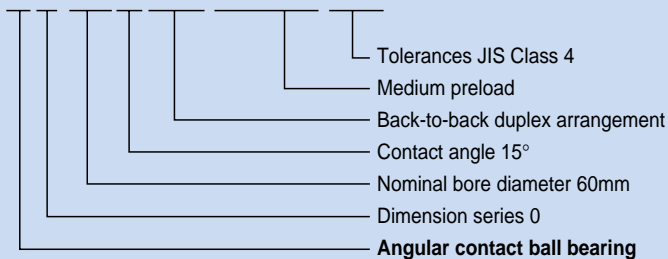 Tolerances JIS Class 4
Medium preload
Back-to-back duplex arrangement
Contact angle 15°
Nominal bore diameter 60mm
Dimension series 0
Angular contact ball bearing